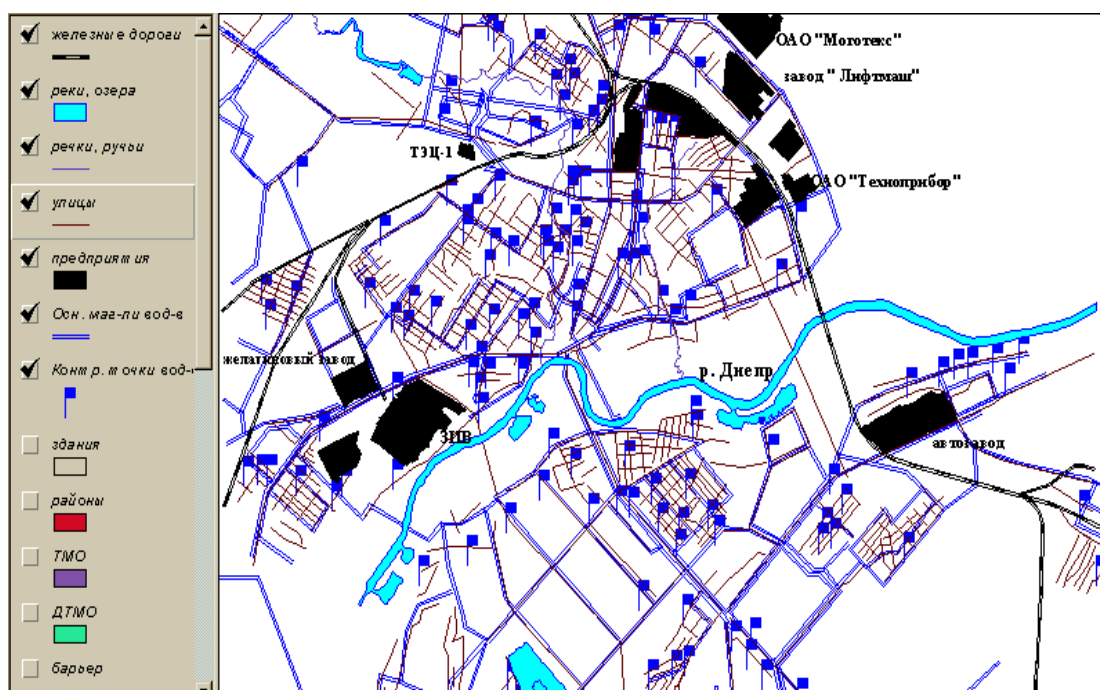 железные дороги
реки, озера
речки, ручьи
улицы
предприятия
Осн. маг-ли вод-в
Контр. точки вод-
здания
районы
ТМО
ДТМО
барьер
ОАО "Моготекс"
завод " Лифтмаш"
ТЭЦ-1
ОАО "Техноприбор"
желатиновый завод
р. Днепр
ЗИВ
автозавод